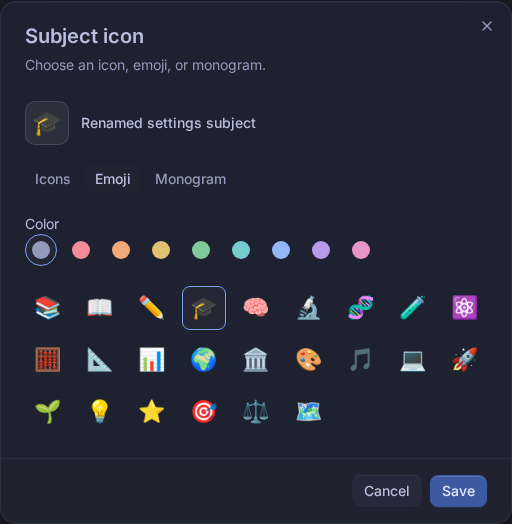 Subject icon
Choose an icon, emoji, or monogram.
Renamed settings subject
Icons Emoji Monogram
Color
Cancel Save